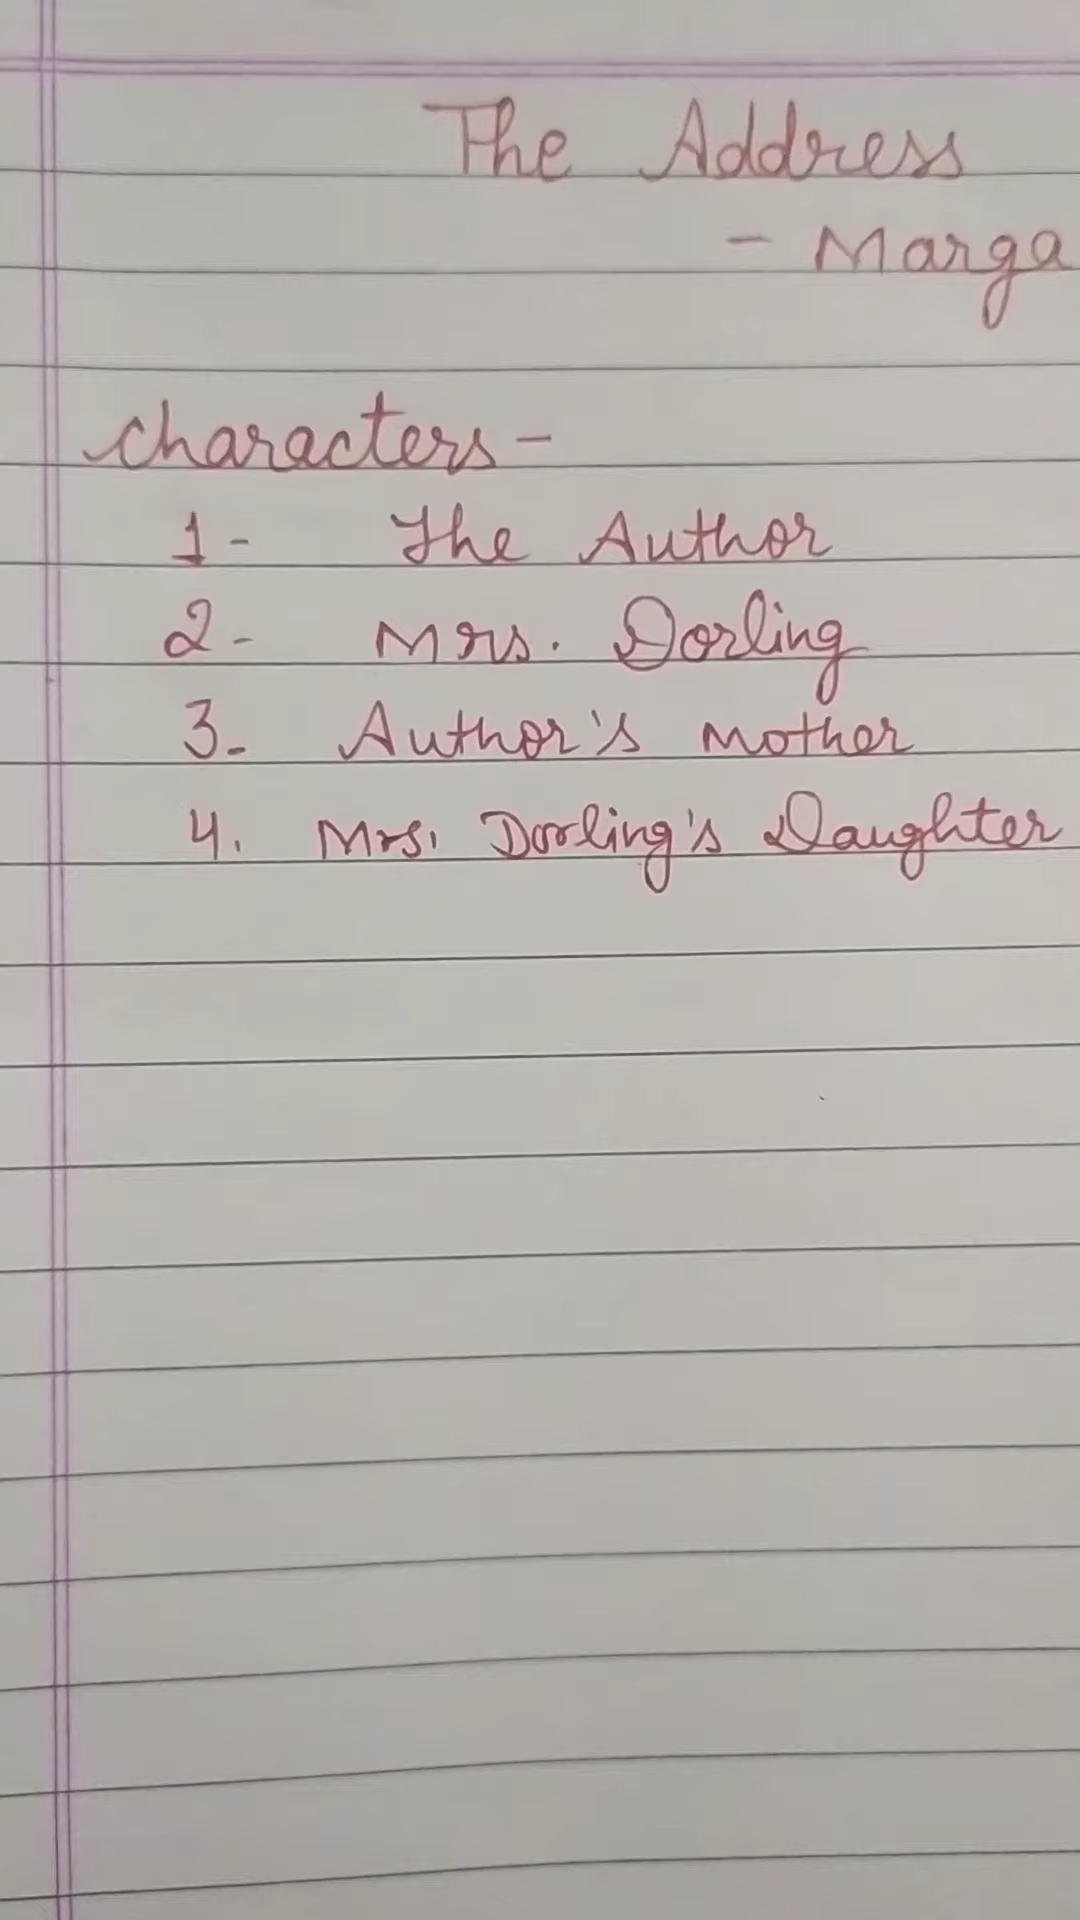 The Address
- Marga
Characters -
1- The Author
2- Mrs. Dorling
3- Author's Mother
4. Mrs. Dorling's Daughter